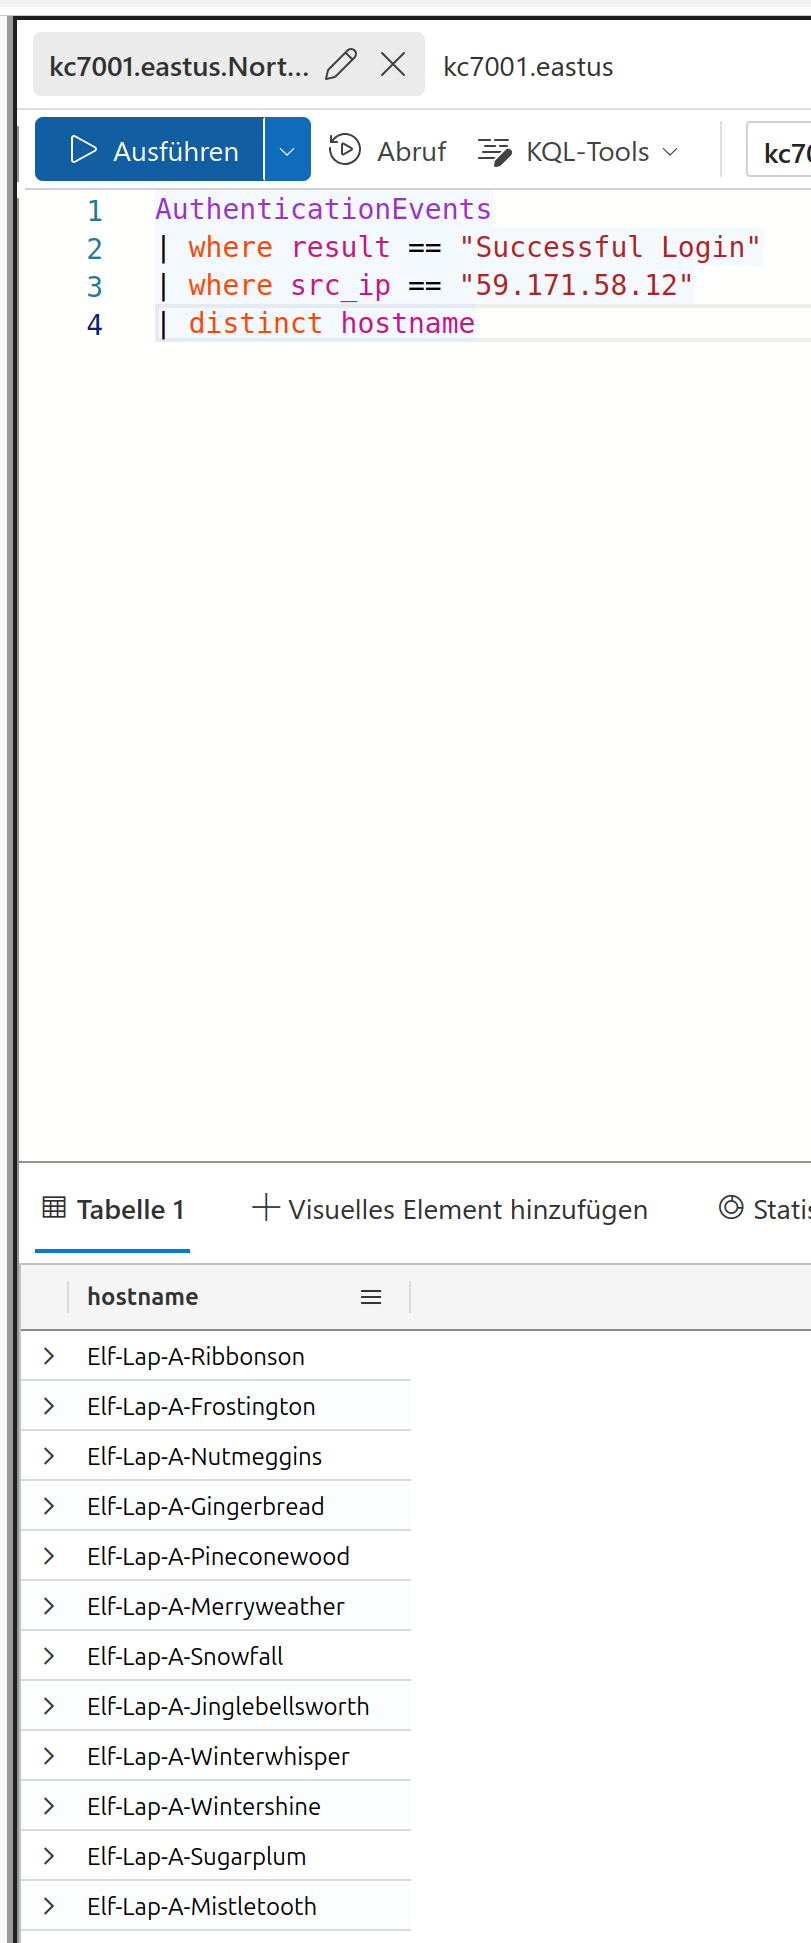 kc7001.eastus.Nort... kc7001.eastus
Ausführen Abruf KQL-Tools kc70
1 AuthenticationEvents
2 | where result == "Successful Login"
3 | where src_ip == "59.171.58.12"
4 | distinct hostname
Tabelle 1 Visuelles Element hinzufügen Statis
hostname
Elf-Lap-A-Ribbonson
Elf-Lap-A-Frostington
Elf-Lap-A-Nutmeggins
Elf-Lap-A-Gingerbread
Elf-Lap-A-Pineconewood
Elf-Lap-A-Merryweather
Elf-Lap-A-Snowfall
Elf-Lap-A-Jinglebellsworth
Elf-Lap-A-Winterwhisper
Elf-Lap-A-Wintershine
Elf-Lap-A-Sugarplum
Elf-Lap-A-Mistletooth